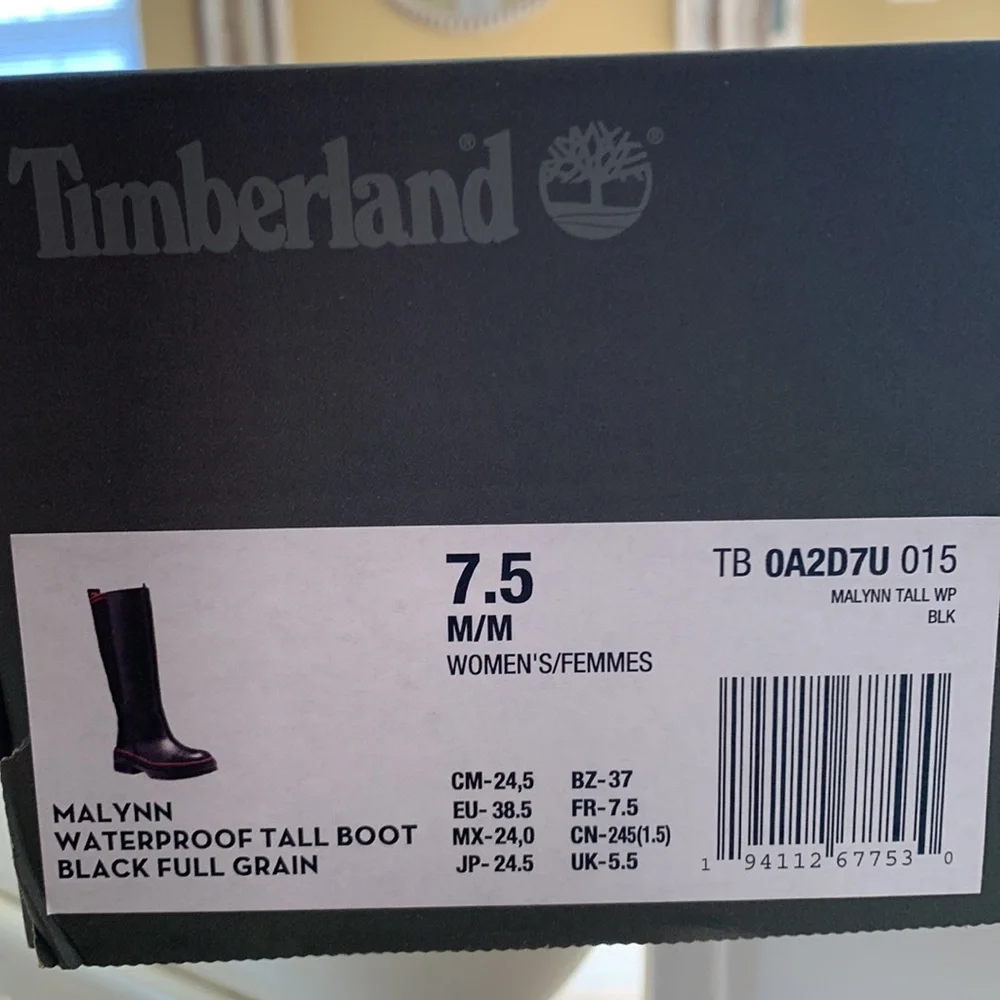 Timberland® ®
7.5
M/M
WOMEN'S/FEMMES
TB 0A2D7U 015
MALYNN TALL WP
BLK
MALYNN
WATERPROOF TALL BOOT
BLACK FULL GRAIN
CM-24,5 BZ-37
EU- 38.5 FR-7.5
MX-24,0 CN-245(1.5)
JP- 24.5 UK-5.5
1 94112 67753 0